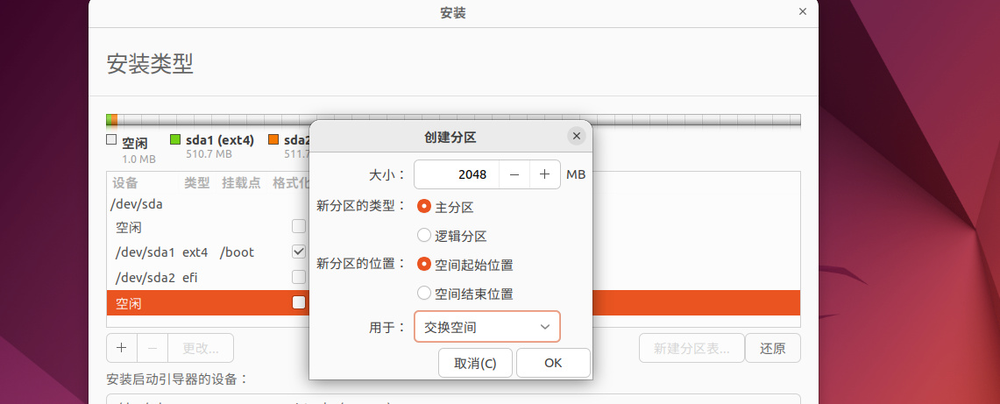 安装
安装类型
空闲
1.0 MB
sda1 (ext4)
510.7 MB
sda2
511.7
设备 类型 挂载点 格式化
/dev/sda
空闲
/dev/sda1 ext4 /boot
/dev/sda2 efi
空闲
更改...
新建分区表...
还原
安装启动引导器的设备：
创建分区
大小：
2048
MB
新分区的类型：
主分区
逻辑分区
新分区的位置：
空间起始位置
空间结束位置
用于：
交换空间
取消(C)
OK